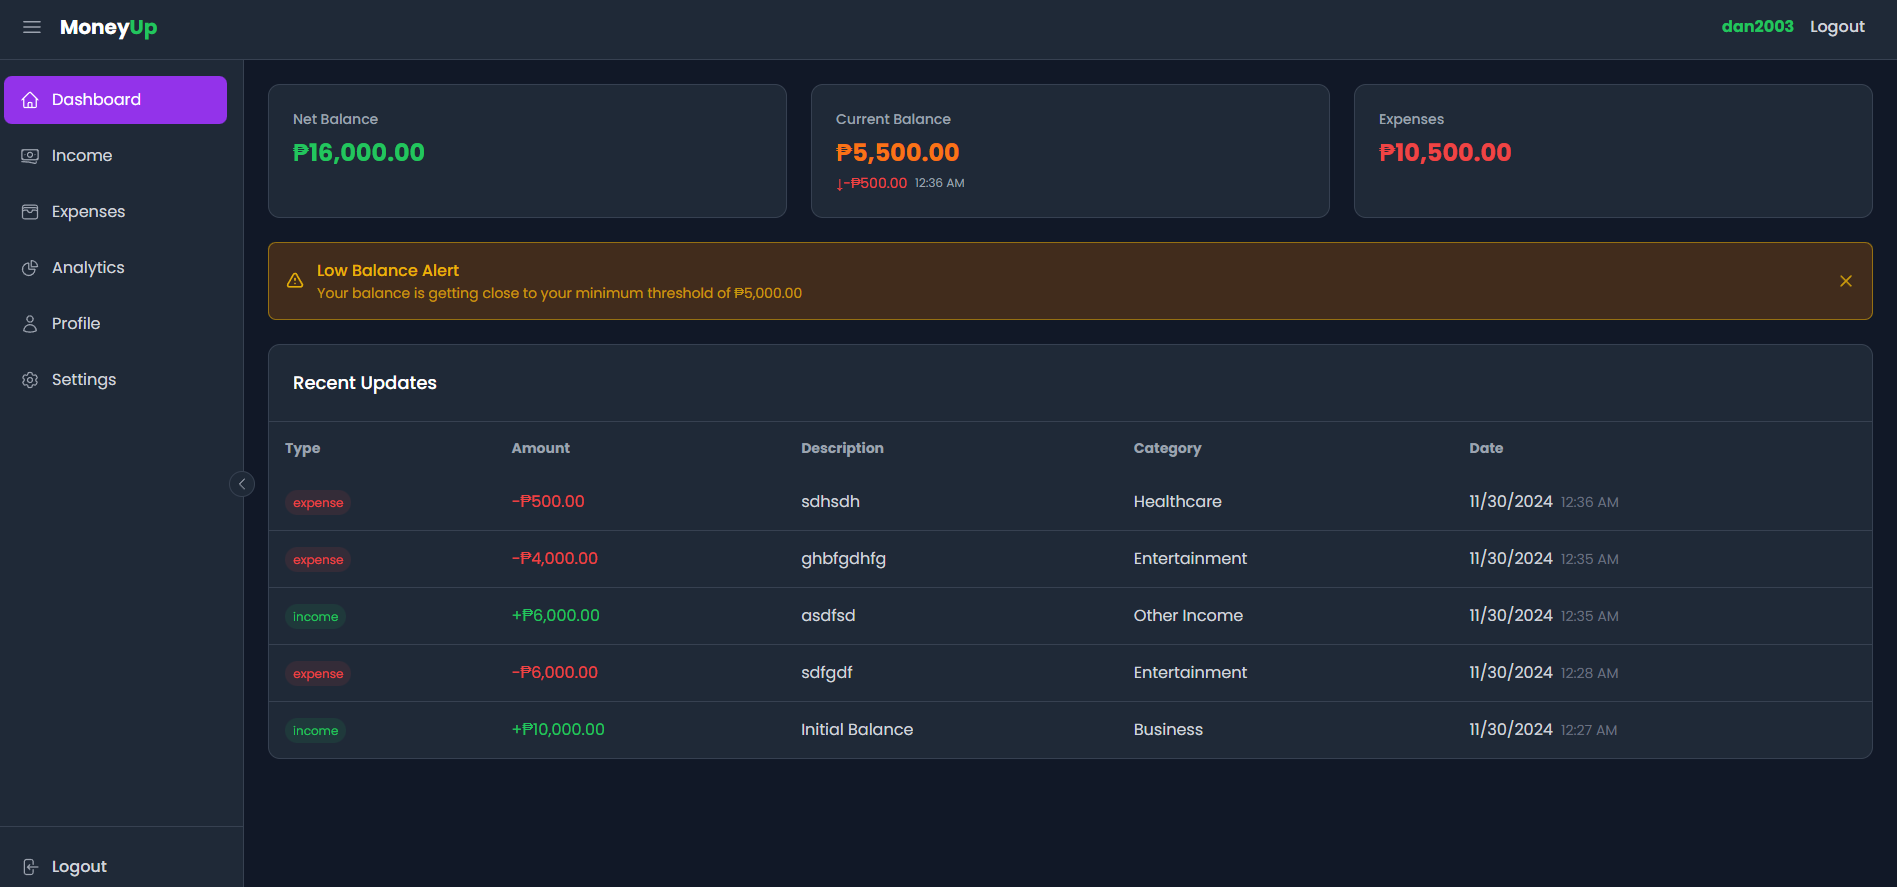 MoneyUp
dan2003 Logout
Dashboard
Income
Expenses
Analytics
Profile
Settings
Logout
Net Balance
₱16,000.00
Current Balance
₱5,500.00
↓-₱500.00 12:36 AM
Expenses
₱10,500.00
Low Balance Alert
Your balance is getting close to your minimum threshold of ₱5,000.00
Recent Updates
Type Amount Description Category Date
expense -₱500.00 sdhsdh Healthcare 11/30/2024 12:36 AM
expense -₱4,000.00 ghbfgdhfg Entertainment 11/30/2024 12:35 AM
income +₱6,000.00 asdfsd Other Income 11/30/2024 12:35 AM
expense -₱6,000.00 sdfgdf Entertainment 11/30/2024 12:28 AM
income +₱10,000.00 Initial Balance Business 11/30/2024 12:27 AM